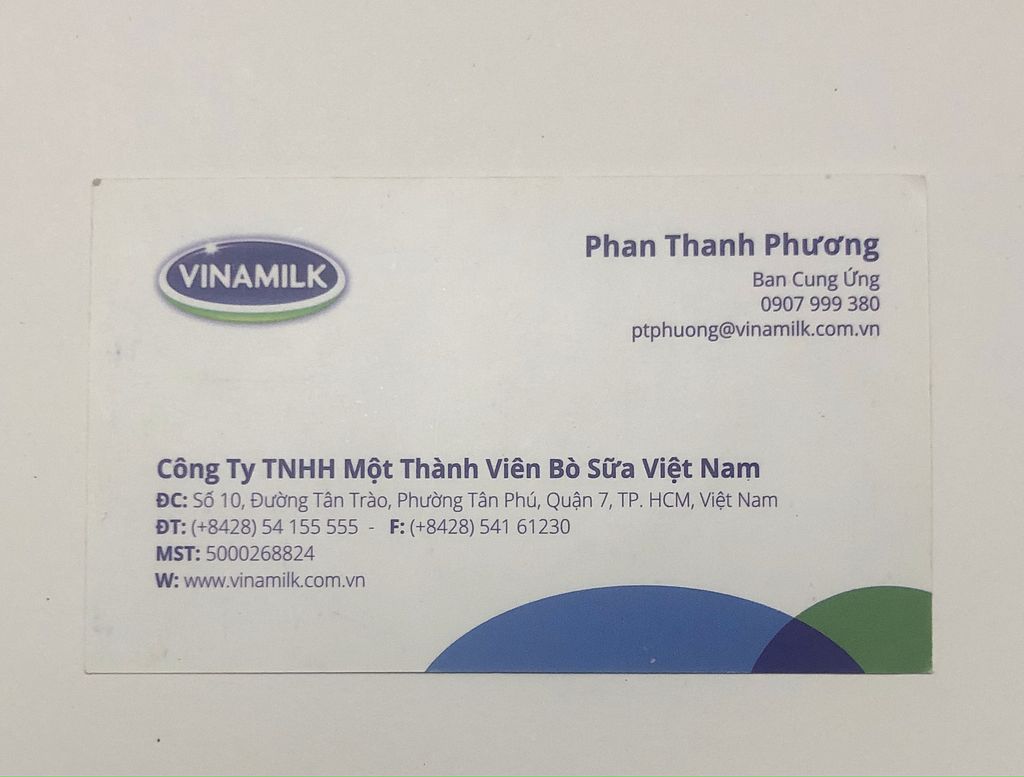 VINAMILK
Phan Thanh Phương
Ban Cung Ứng
0907 999 380
ptphuong@vinamilk.com.vn
Công Ty TNHH Một Thành Viên Bò Sữa Việt Nam
ĐC: Số 10, Đường Tân Trào, Phường Tân Phú, Quận 7, TP. HCM, Việt Nam
ĐT: (+8428) 54 155 555 - F: (+8428) 541 61230
MST: 5000268824
W: www.vinamilk.com.vn